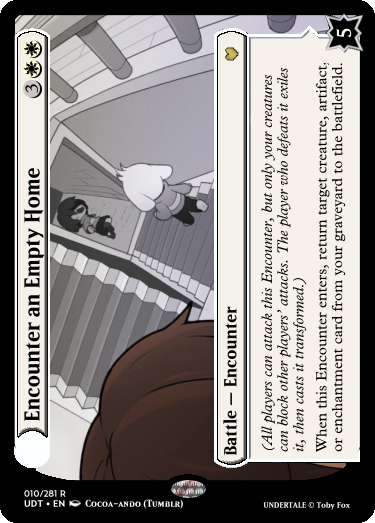 Encounter an Empty Home
3
Battle — Encounter
(All players can attack this Encounter, but only your creatures
can block other players' attacks. The player who defeats it exiles
it, then casts it transformed.)
When this Encounter enters, return target creature, artifact,
or enchantment card from your graveyard to the battlefield.
5
010/281 R
UDT • EN Cocoa-ando (Tumblr)
UNDERTALE © Toby Fox